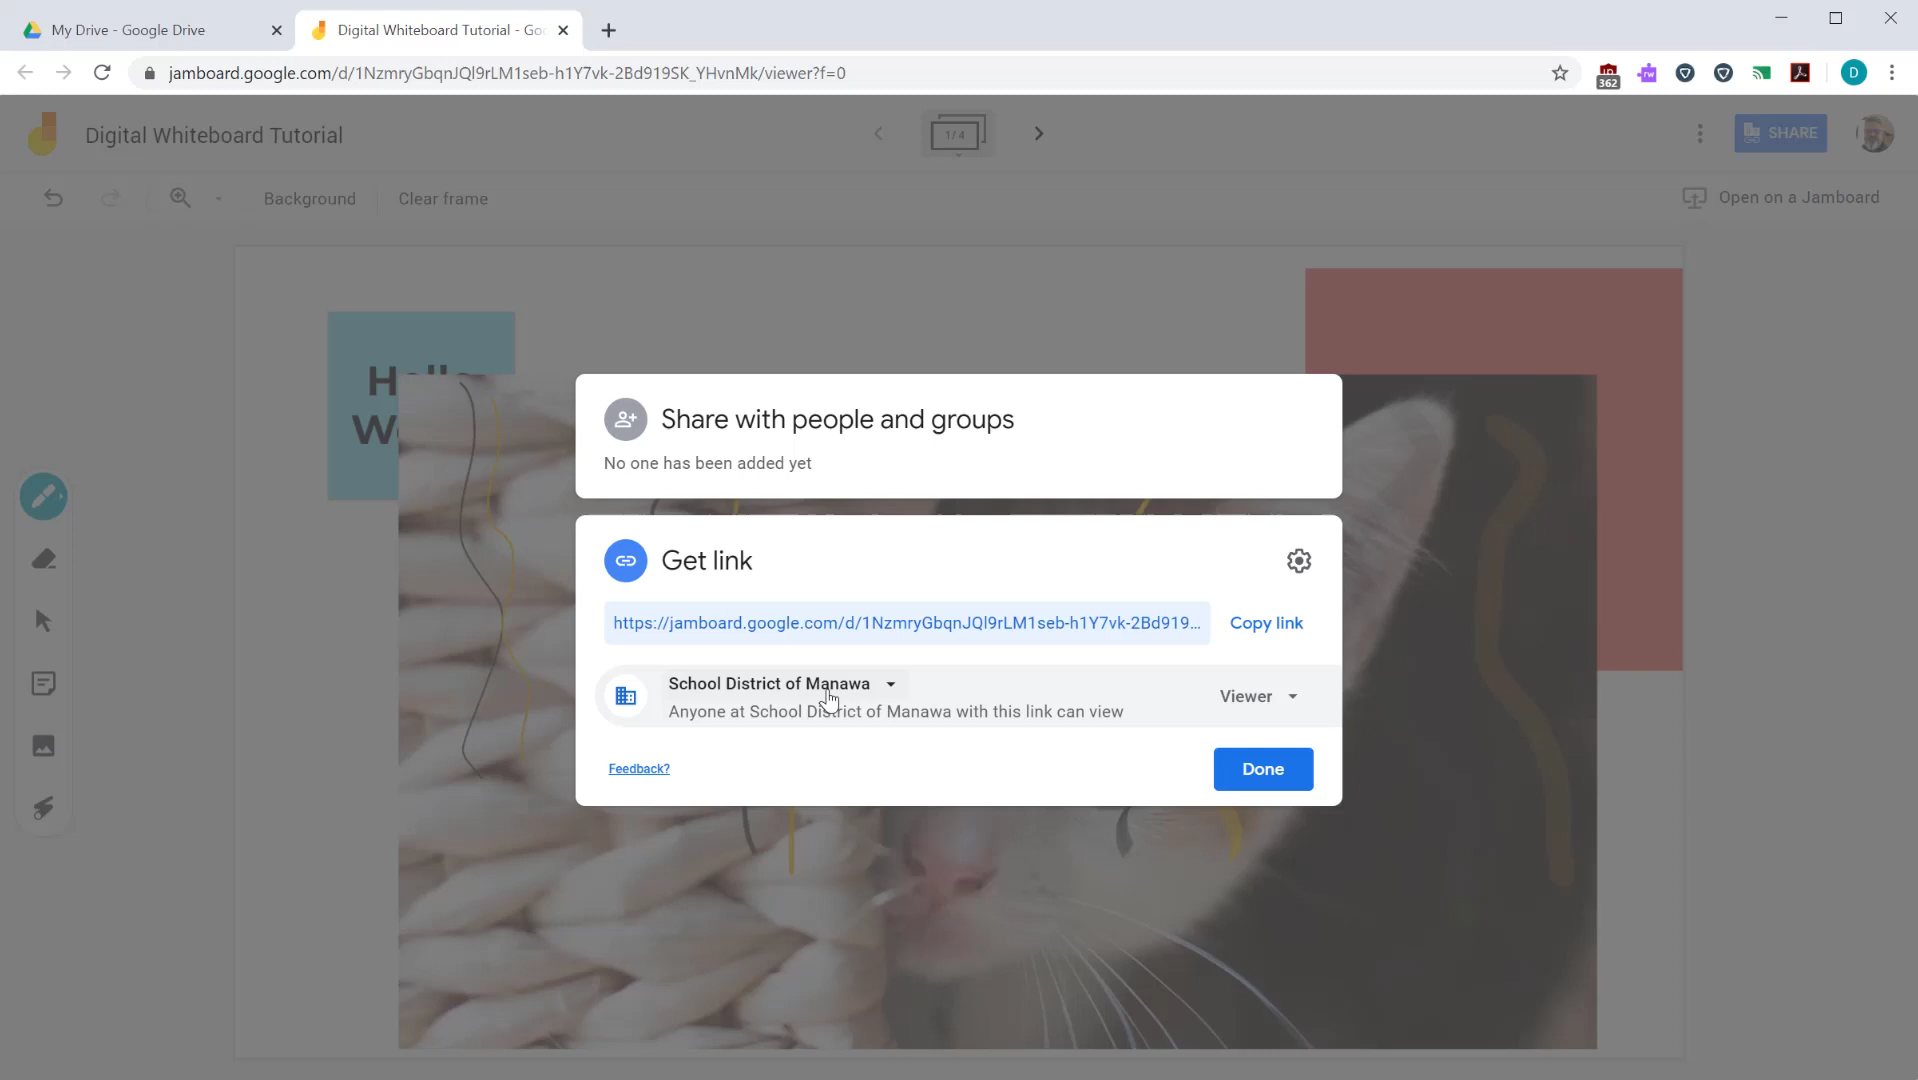 My Drive - Google Drive
Digital Whiteboard Tutorial - Go
jamboard.google.com/d/1NzmryGbqnJQl9rLM1seb-h1Y7vk-2Bd919SK_YHvnMk/viewer?f=0
362
rw
D
Digital Whiteboard Tutorial
1/4
SHARE
Background
Clear frame
Open on a Jamboard
Hello
Share with people and groups
No one has been added yet
Get link
https://jamboard.google.com/d/1NzmryGbqnJQl9rLM1seb-h1Y7vk-2Bd919...
Copy link
School District of Manawa
Anyone at School District of Manawa with this link can view
Viewer
Feedback?
Done